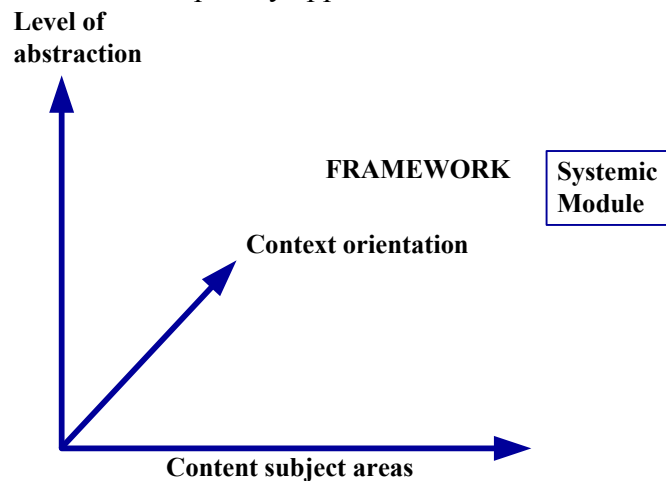 Level of
abstraction
FRAMEWORK
Systemic
Module
Context orientation
Content subject areas